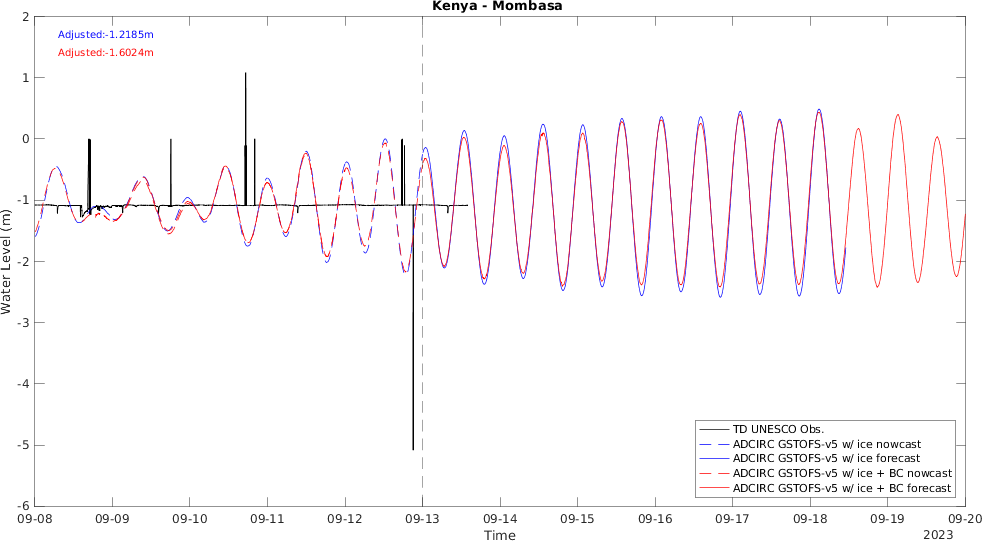 Kenya - Mombasa
Adjusted:-1.2185m
Adjusted:-1.6024m
Water Level (m)
2
1
0
-1
-2
-3
-4
-5
-6
TD UNESCO Obs.
ADCIRC GSTOFS-v5 w/ ice nowcast
ADCIRC GSTOFS-v5 w/ ice forecast
ADCIRC GSTOFS-v5 w/ ice + BC nowcast
ADCIRC GSTOFS-v5 w/ ice + BC forecast
09-08 09-09 09-10 09-11 09-12 09-13 09-14 09-15 09-16 09-17 09-18 09-19 09-20
Time
2023